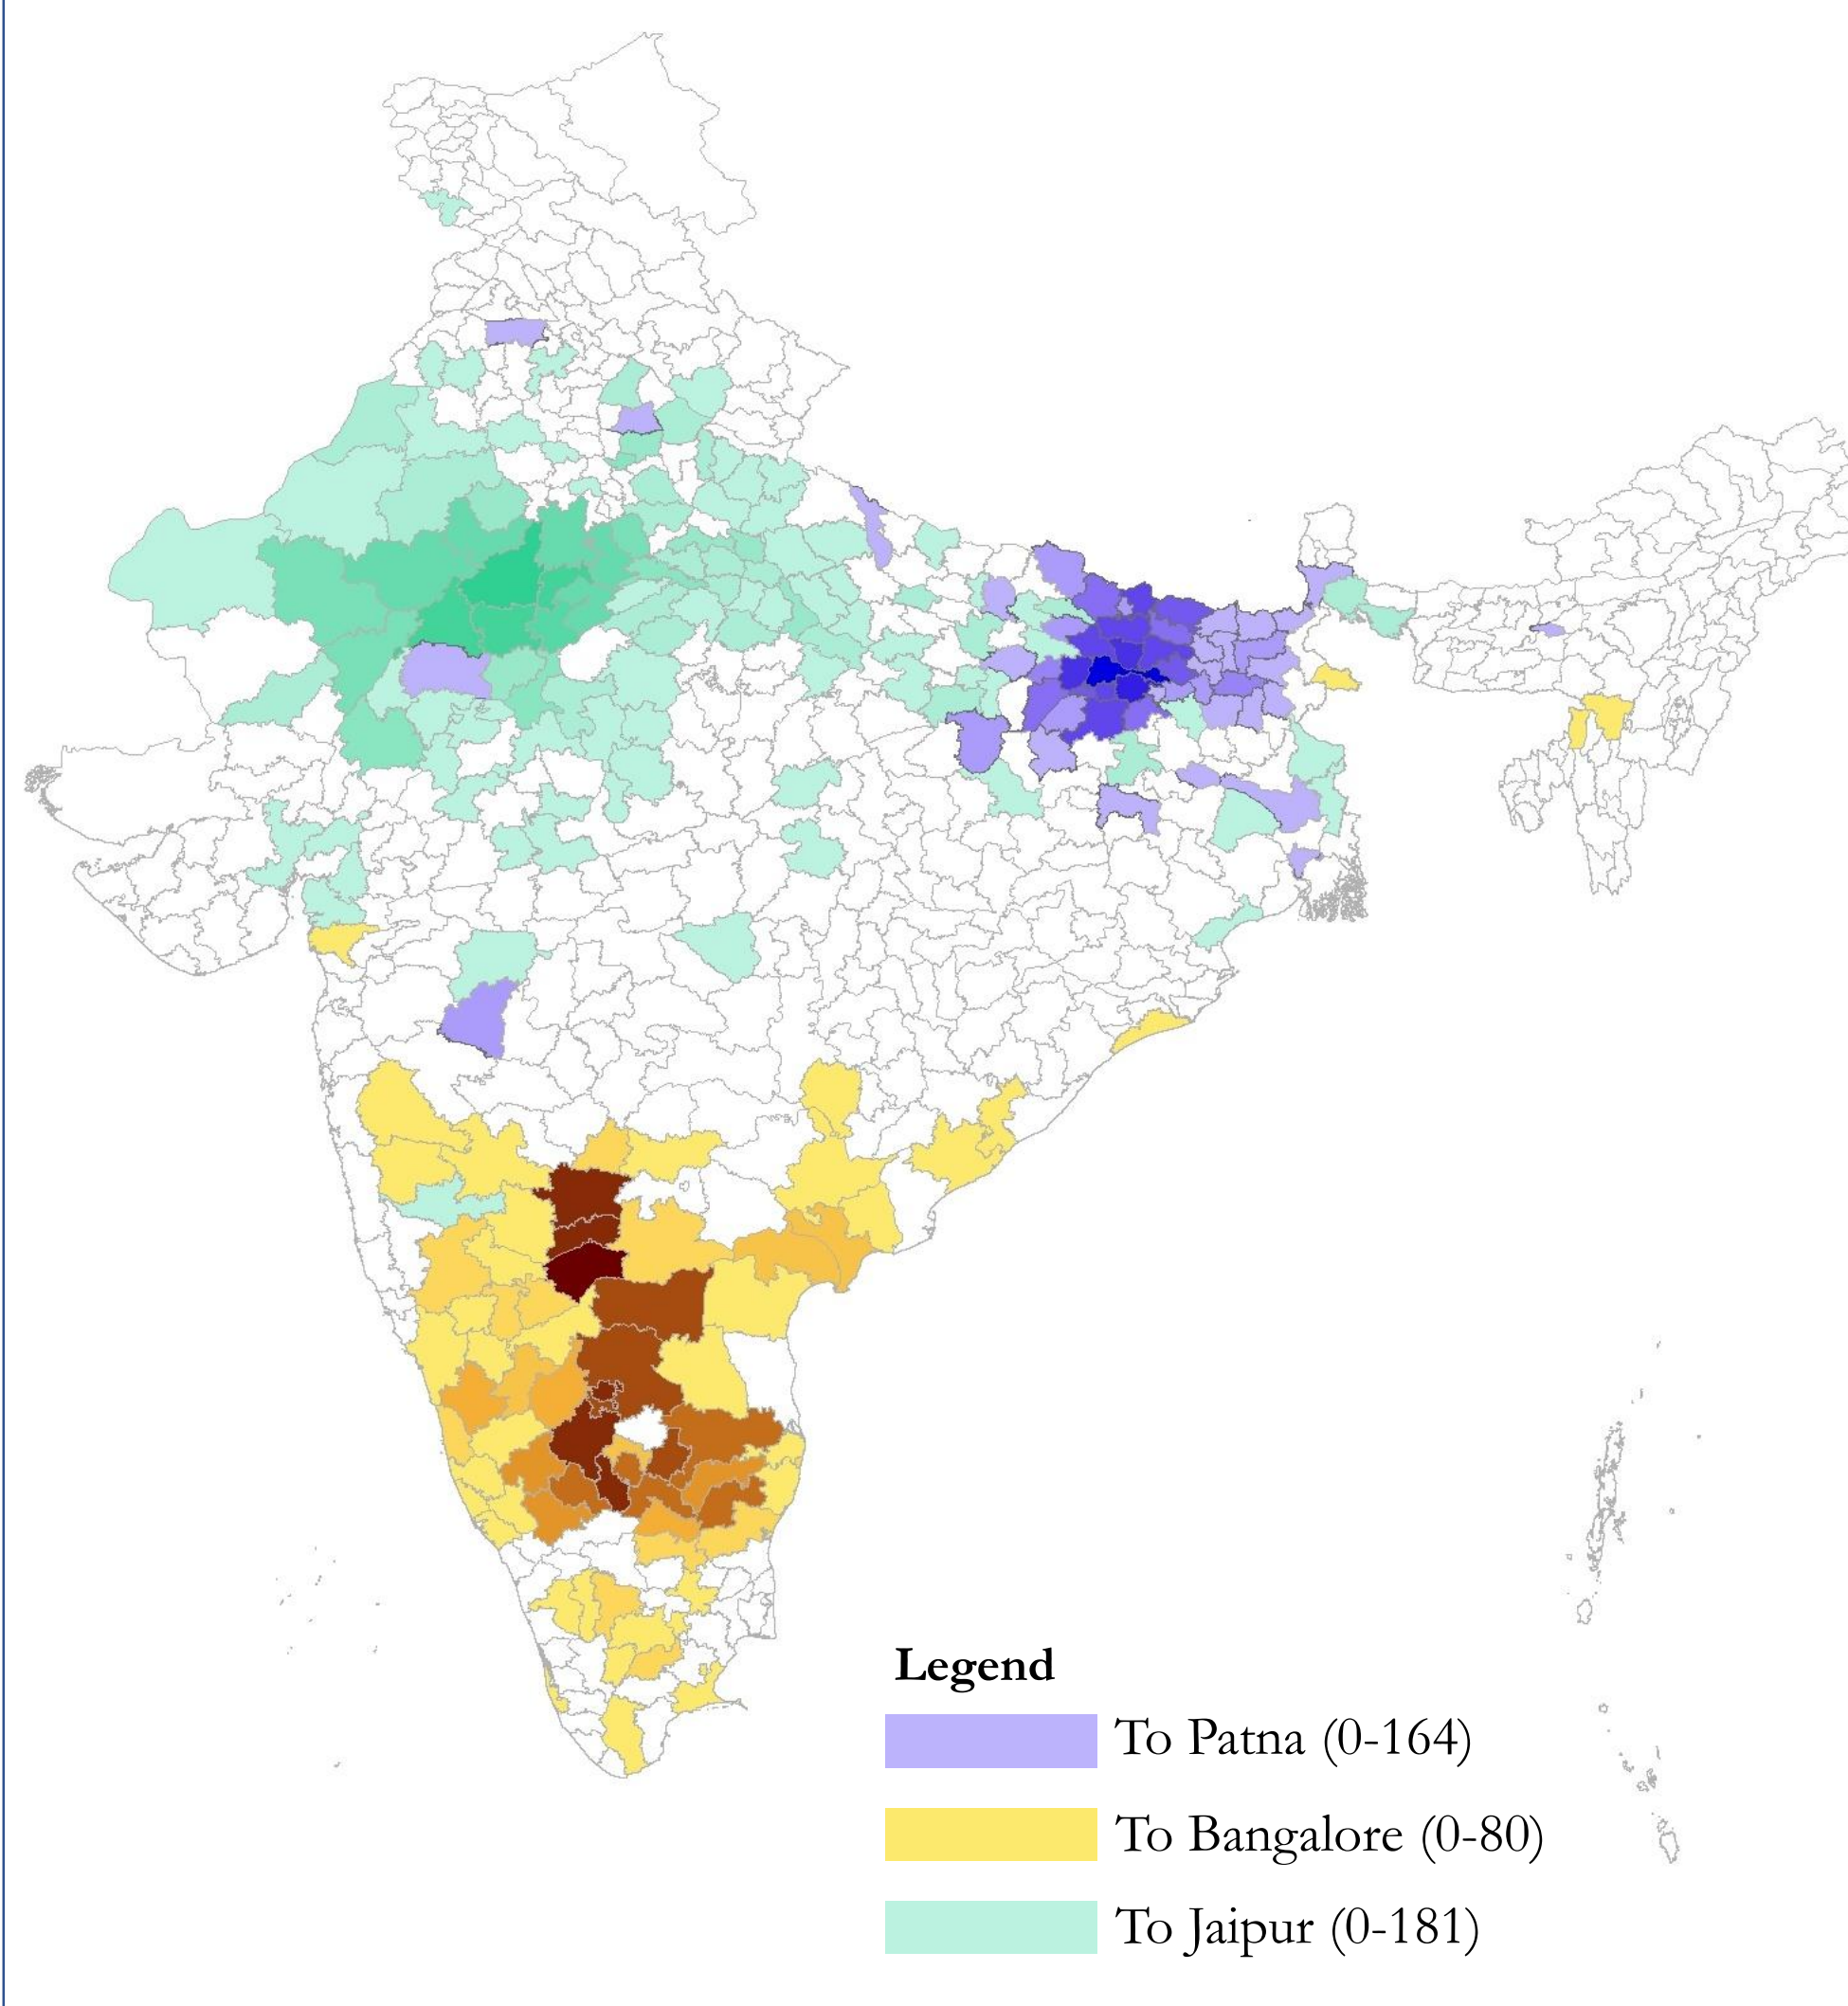 Legend
To Patna (0-164)
To Bangalore (0-80)
To Jaipur (0-181)